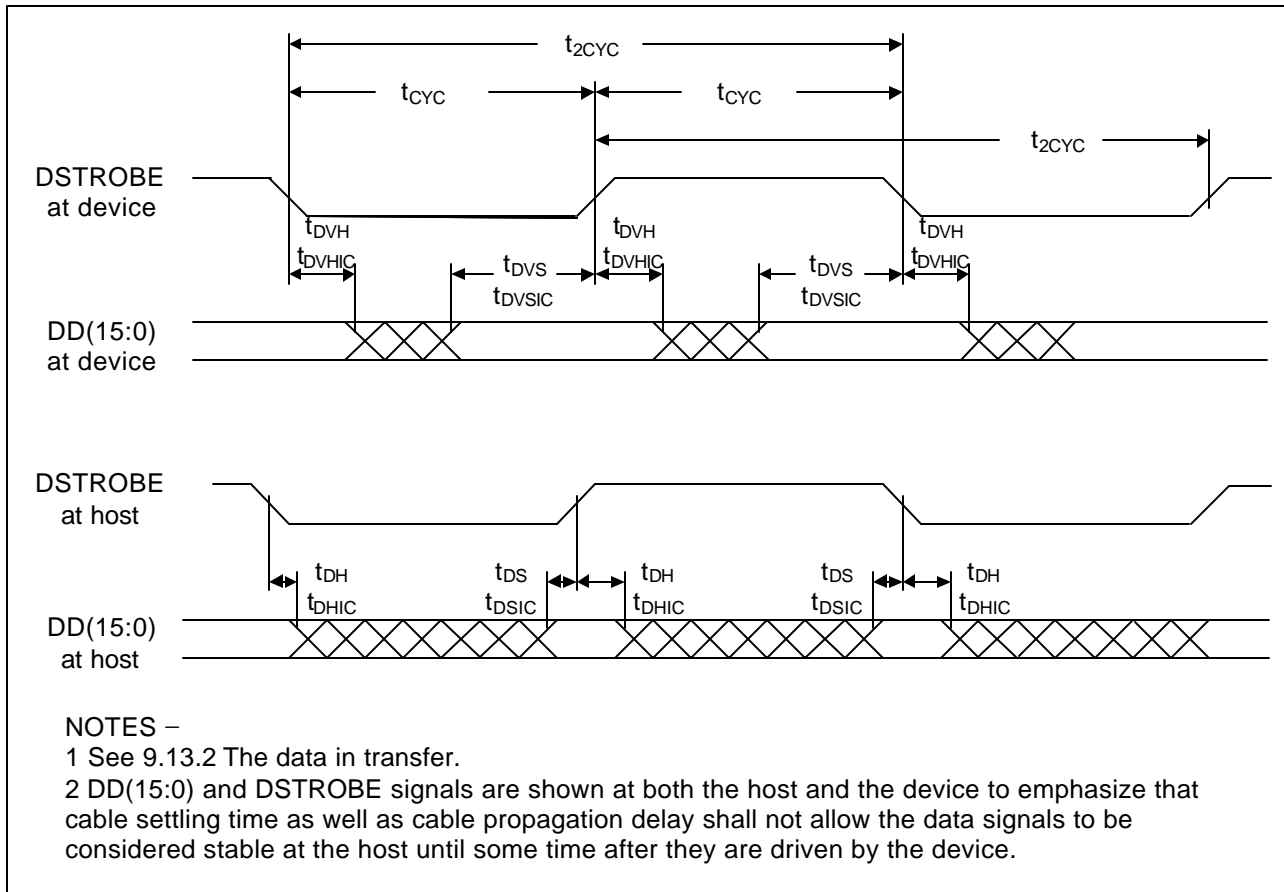 t2CYC
tCYC tCYC
t2CYC
DSTROBE
at device
tDVH tDVH tDVH
tDVHIC tDVS tDVHIC tDVS tDVHIC
tDVSIC tDVSIC
DD(15:0)
at device
DSTROBE
at host
tDH tDS tDH tDS tDH
tDHIC tDSIC tDHIC tDSIC tDHIC
DD(15:0)
at host
NOTES –
1 See 9.13.2 The data in transfer.
2 DD(15:0) and DSTROBE signals are shown at both the host and the device to emphasize that
cable settling time as well as cable propagation delay shall not allow the data signals to be
considered stable at the host until some time after they are driven by the device.